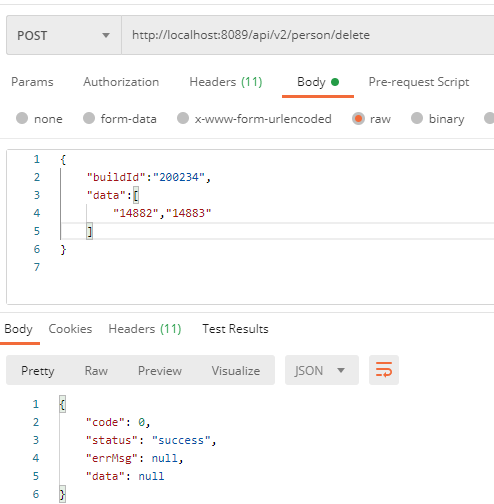 POST http://localhost:8089/api/v2/person/delete
Params Authorization Headers (11) Body Pre-request Script
none form-data x-www-form-urlencoded raw binary
1 {
2 "buildId":"200234",
3 "data":[
4 "14882","14883"
5 ]
6 }
7
Body Cookies Headers (11) Test Results
Pretty Raw Preview Visualize JSON
1 {
2 "code": 0,
3 "status": "success",
4 "errMsg": null,
5 "data": null
6 }